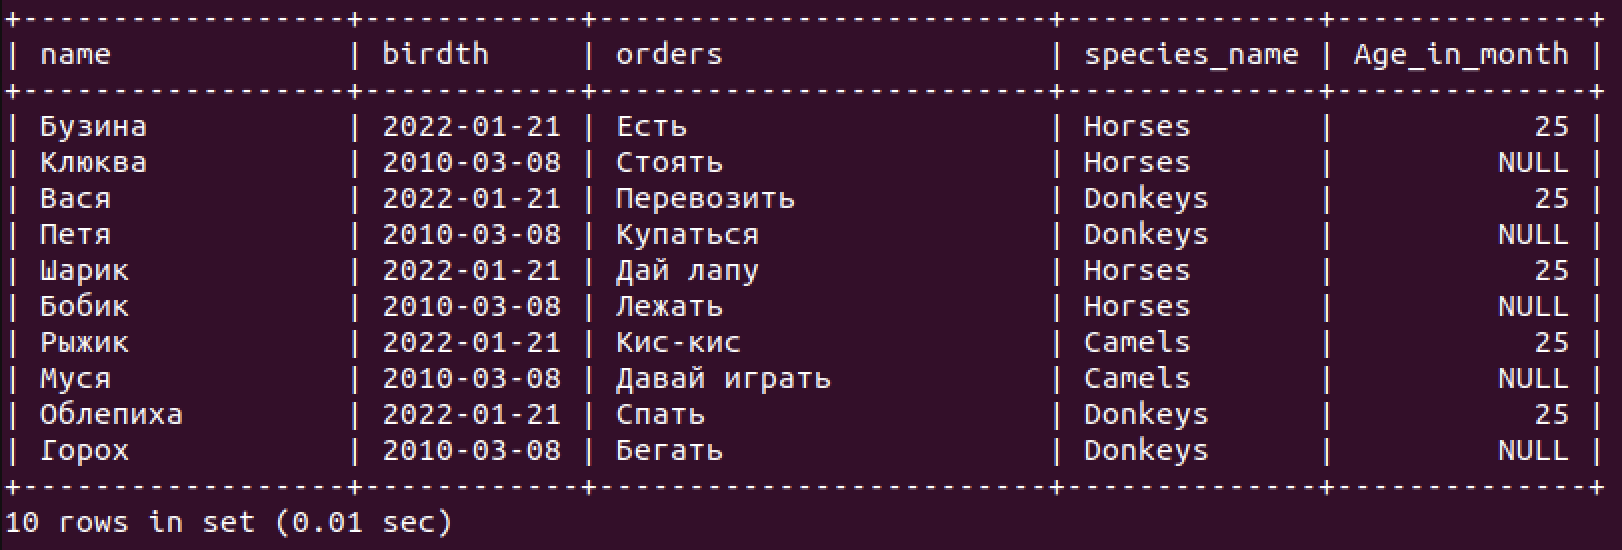 +------------------+------------+-------------------------+--------------+--------------+
| name             | birdth     | orders                  | species_name | Age_in_month |
+------------------+------------+-------------------------+--------------+--------------+
| Бузина           | 2022-01-21 | Есть                    | Horses       |           25 |
| Клюква           | 2010-03-08 | Стоять                  | Horses       |         NULL |
| Вася             | 2022-01-21 | Перевозить              | Donkeys      |           25 |
| Петя             | 2010-03-08 | Купаться                | Donkeys      |         NULL |
| Шарик            | 2022-01-21 | Дай лапу                | Horses       |           25 |
| Бобик            | 2010-03-08 | Лежать                  | Horses       |         NULL |
| Рыжик            | 2022-01-21 | Кис-кис                 | Camels       |           25 |
| Муся             | 2010-03-08 | Давай играть            | Camels       |         NULL |
| Облепиха         | 2022-01-21 | Спать                   | Donkeys      |           25 |
| Горох            | 2010-03-08 | Бегать                  | Donkeys      |         NULL |
+------------------+------------+-------------------------+--------------+--------------+
10 rows in set (0.01 sec)